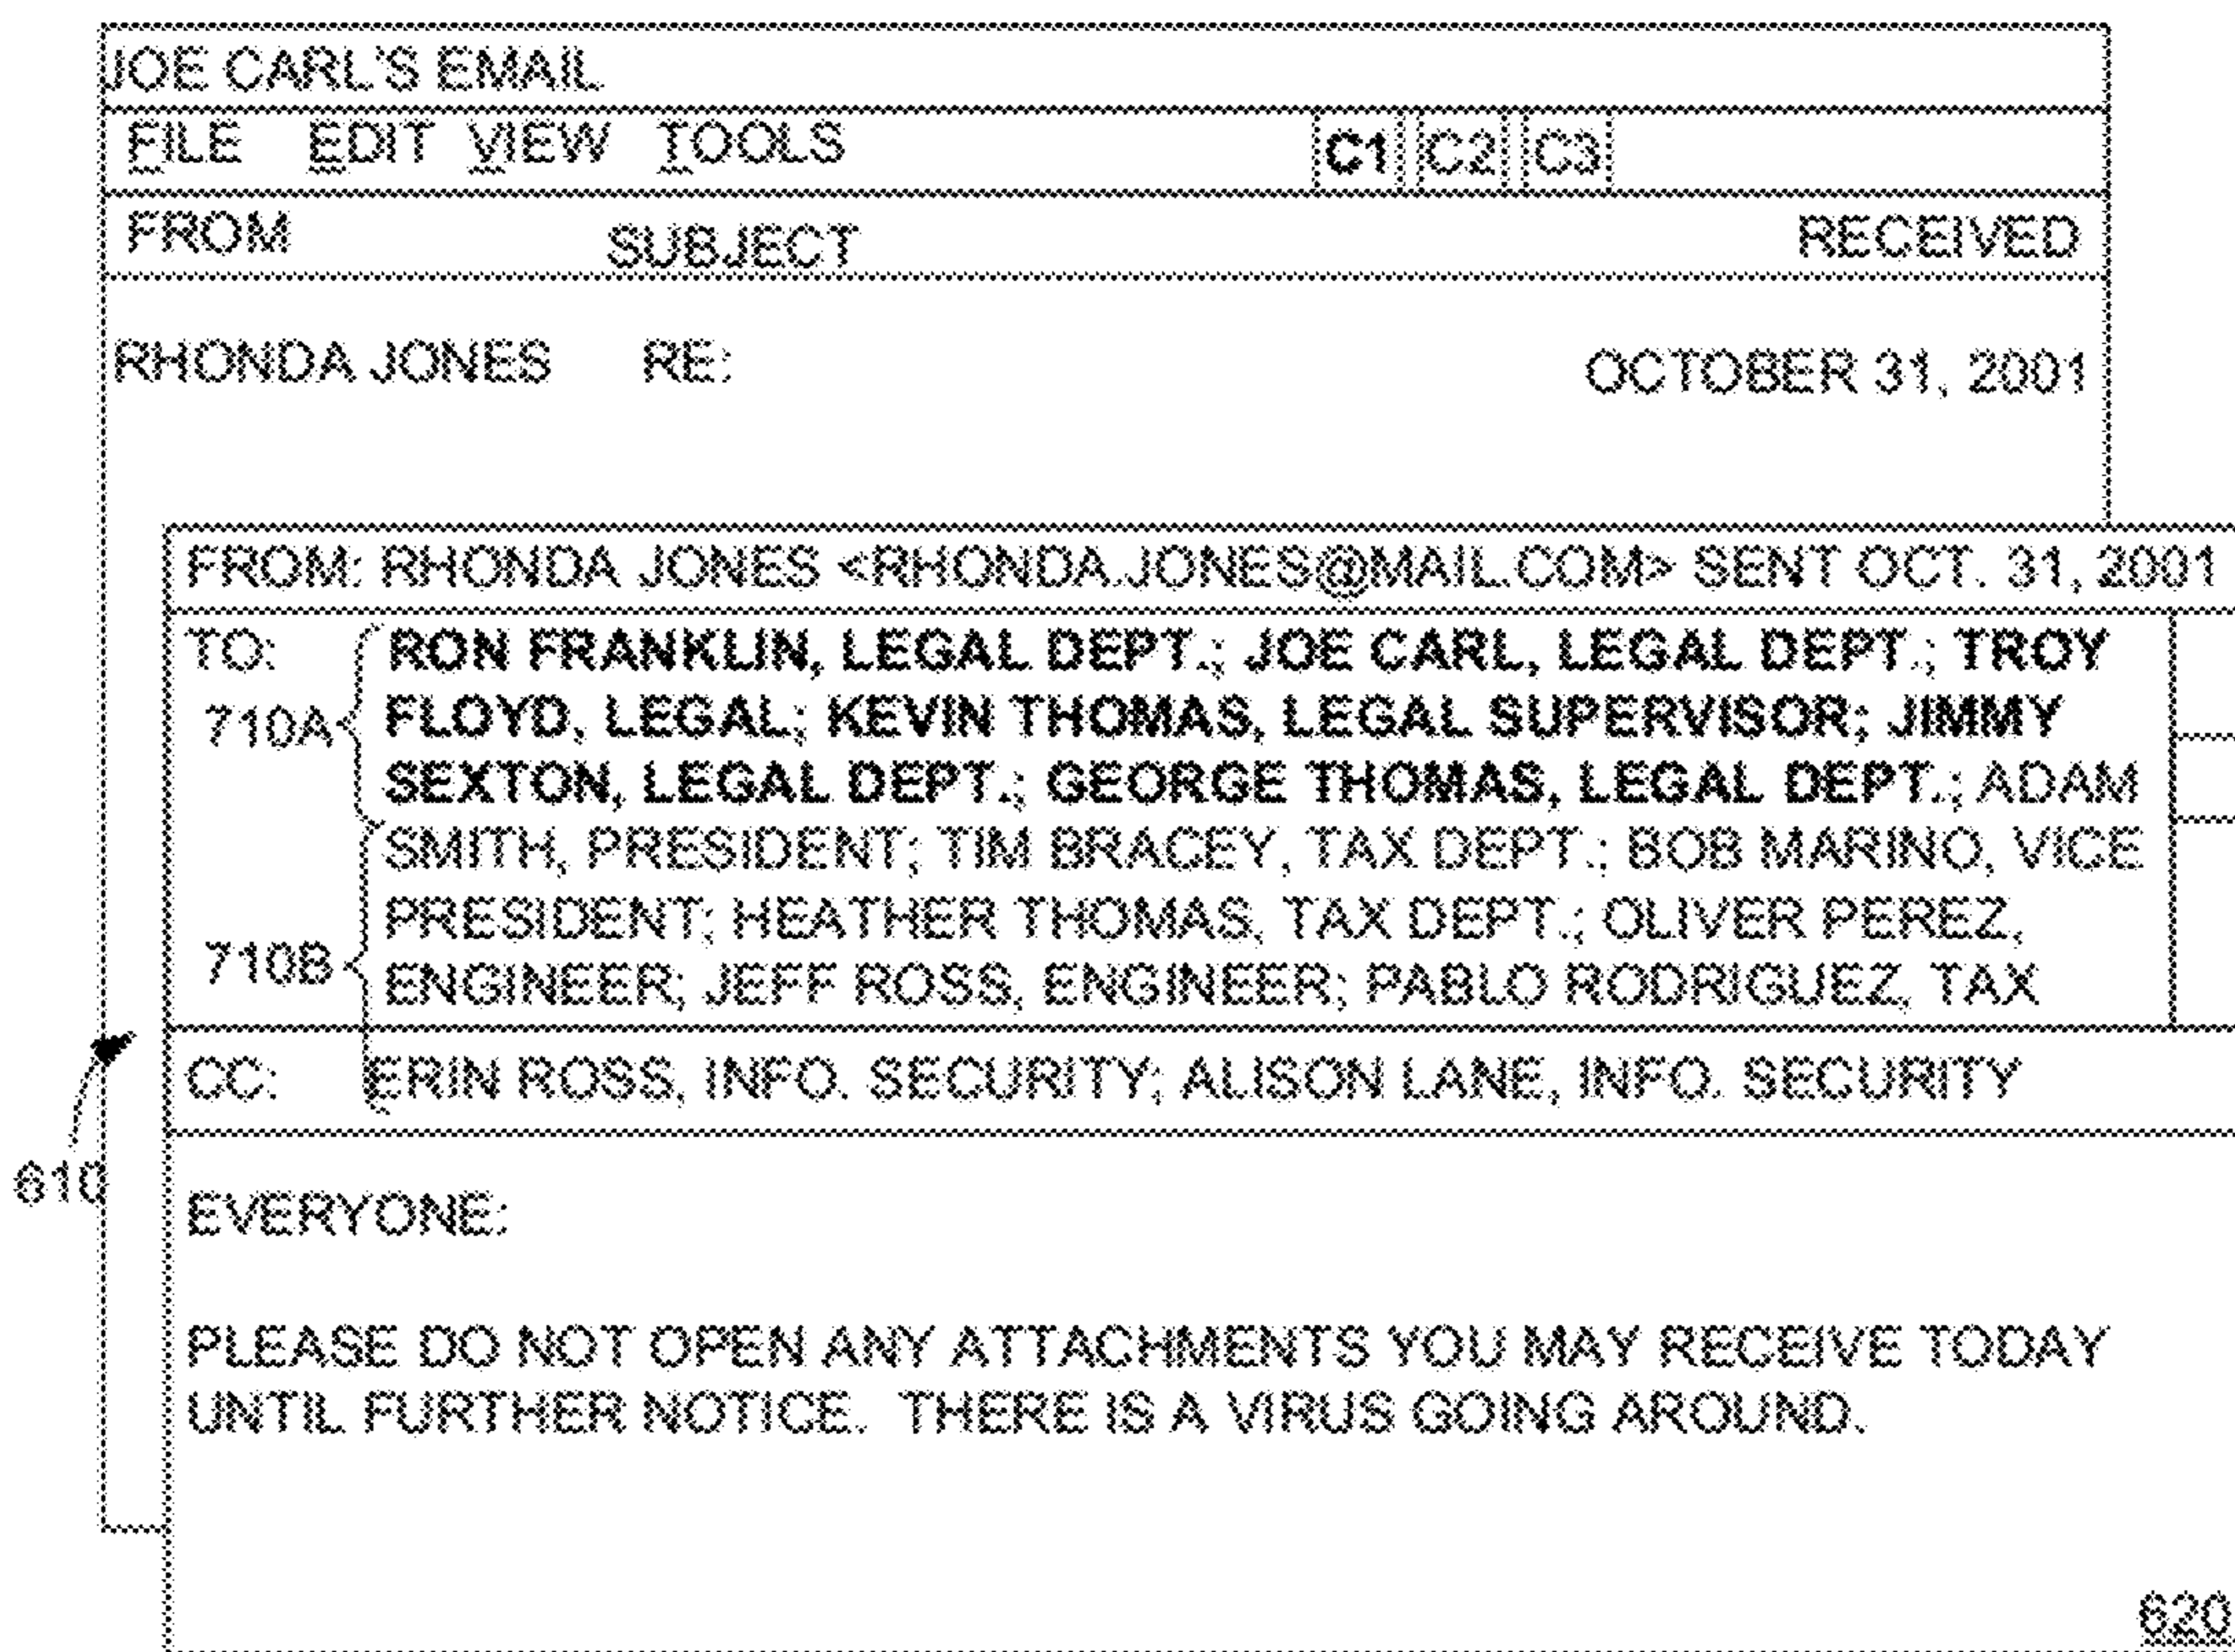 JOE CARL'S EMAIL
FILE EDIT VIEW TOOLS C1 C2 C3
FROM SUBJECT RECEIVED
RHONDA JONES RE: OCTOBER 31, 2001
FROM: RHONDA JONES <RHONDA.JONES@MAIL.COM> SENT OCT. 31, 2001
TO: RON FRANKLIN, LEGAL DEPT.; JOE CARL, LEGAL DEPT.; TROY
710A FLOYD, LEGAL; KEVIN THOMAS, LEGAL SUPERVISOR; JIMMY
SEXTON, LEGAL DEPT.; GEORGE THOMAS, LEGAL DEPT.; ADAM
SMITH, PRESIDENT; TIM BRACEY, TAX DEPT.; BOB MARINO, VICE
PRESIDENT; HEATHER THOMAS, TAX DEPT.; OLIVER PEREZ,
710B ENGINEER; JEFF ROSS, ENGINEER; PABLO RODRIGUEZ, TAX
CC: ERIN ROSS, INFO. SECURITY; ALISON LANE, INFO. SECURITY
610
EVERYONE:
PLEASE DO NOT OPEN ANY ATTACHMENTS YOU MAY RECEIVE TODAY
UNTIL FURTHER NOTICE. THERE IS A VIRUS GOING AROUND.
620